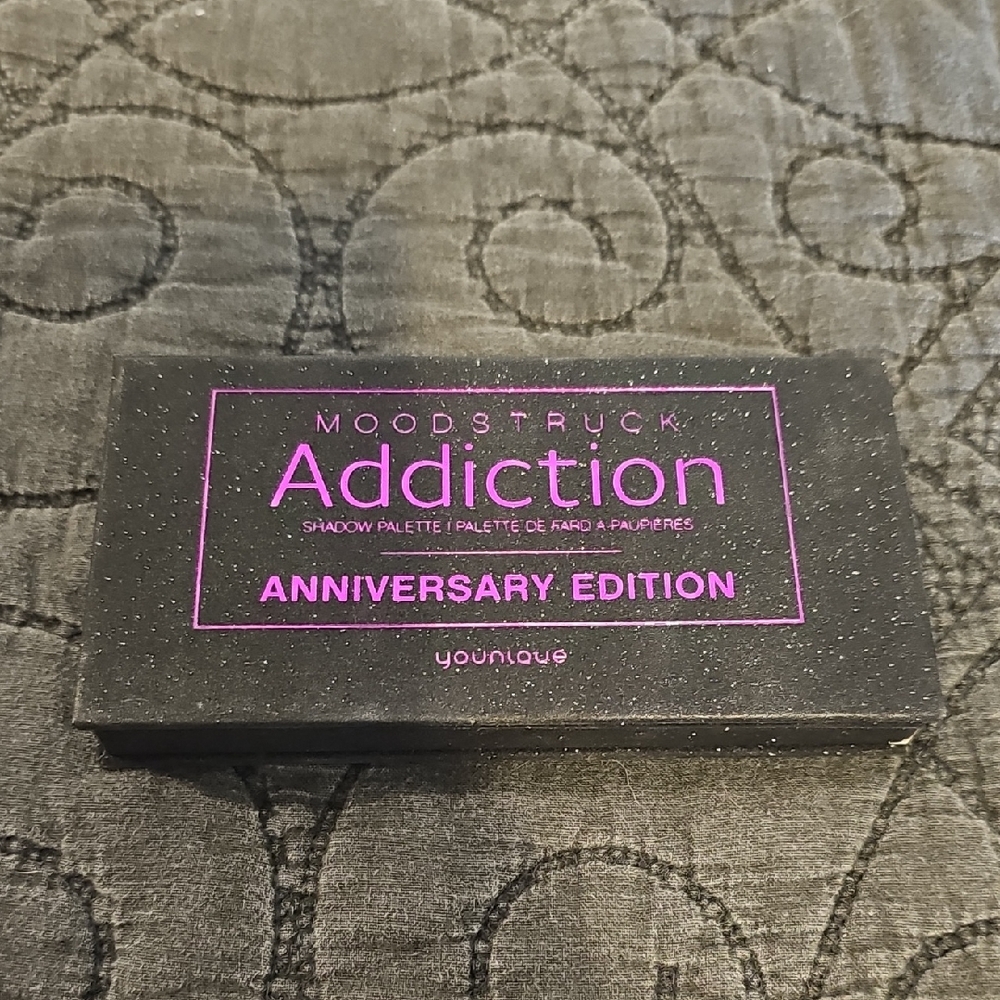 MOODSTRUCK
Addiction
SHADOW PALETTE | PALETTE DE FARD À PAUPIÈRES
ANNIVERSARY EDITION
younique